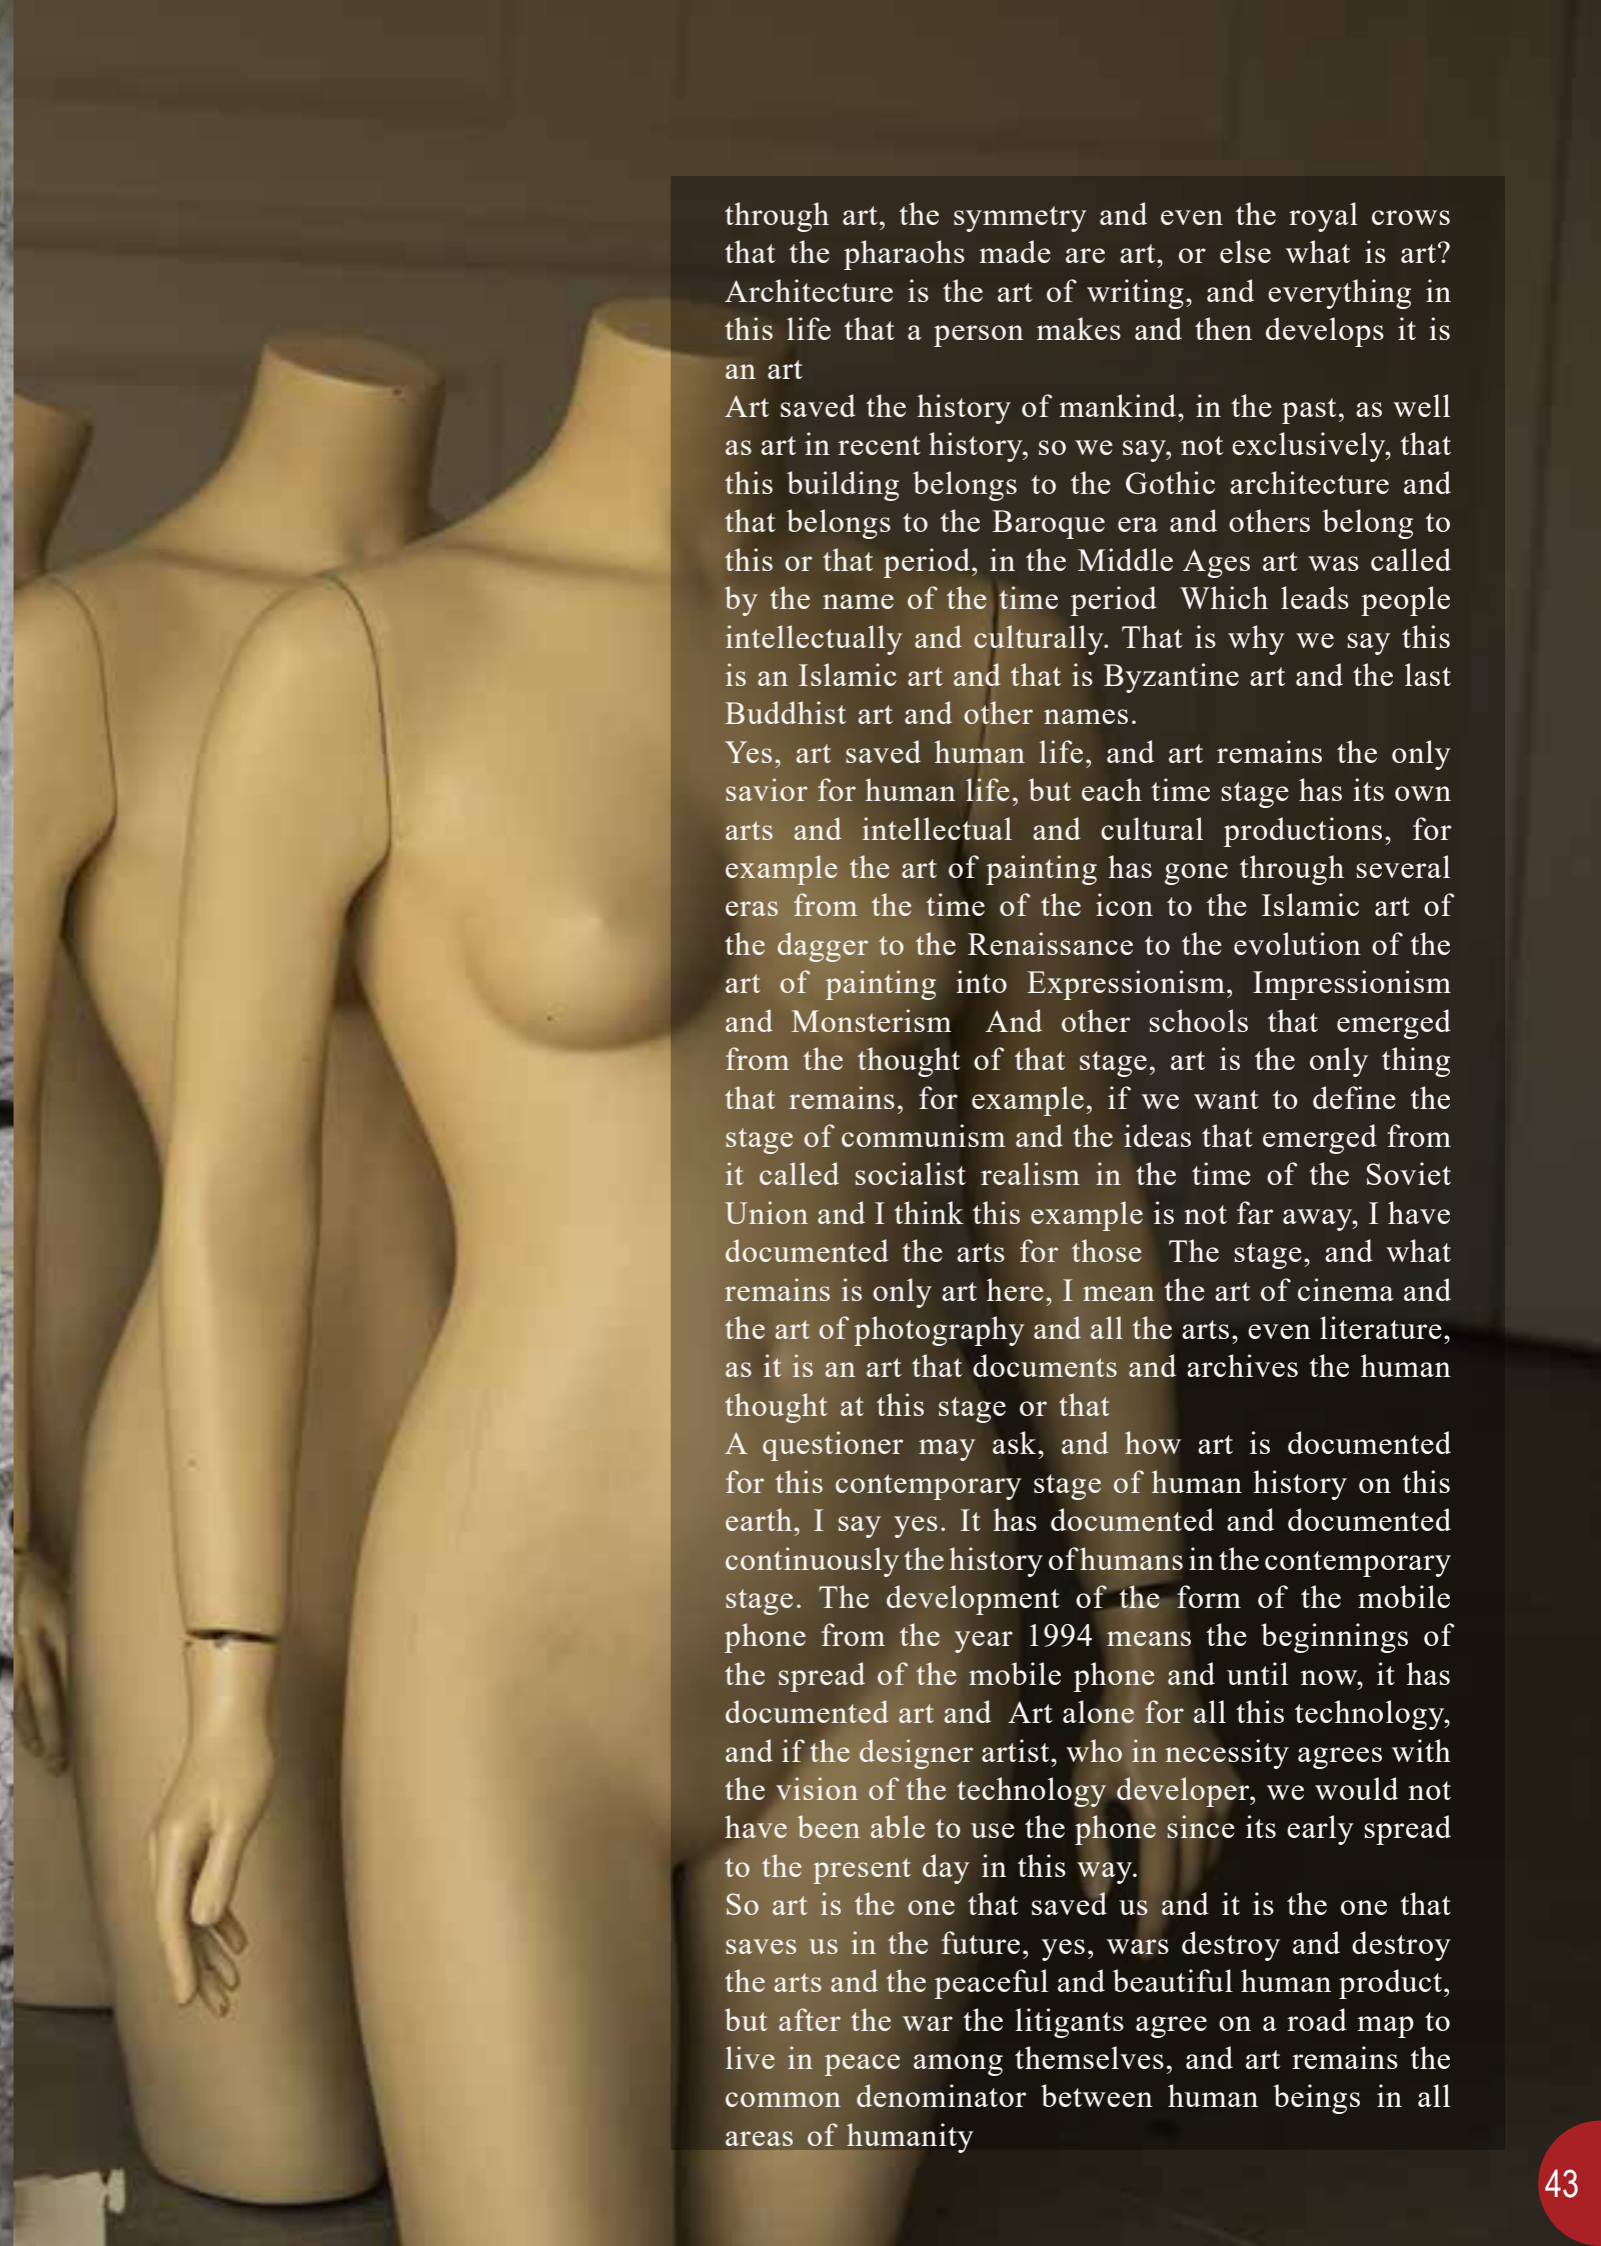 through art, the symmetry and even the royal crows
that the pharaohs made are art, or else what is art?
Architecture is the art of writing, and everything in
this life that a person makes and then develops it is
an art
Art saved the history of mankind, in the past, as well
as art in recent history, so we say, not exclusively, that
this building belongs to the Gothic architecture and
that belongs to the Baroque era and others belong to
this or that period, in the Middle Ages art was called
by the name of the time period  Which leads people
intellectually and culturally. That is why we say this
is an Islamic art and that is Byzantine art and the last
Buddhist art and other names.
Yes, art saved human life, and art remains the only
savior for human life, but each time stage has its own
arts and intellectual and cultural productions, for
example the art of painting has gone through several
eras from the time of the icon to the Islamic art of
the dagger to the Renaissance to the evolution of the
art of painting into Expressionism, Impressionism
and Monsterism  And other schools that emerged
from the thought of that stage, art is the only thing
that remains, for example, if we want to define the
stage of communism and the ideas that emerged from
it called socialist realism in the time of the Soviet
Union and I think this example is not far away, I have
documented the arts for those  The stage, and what
remains is only art here, I mean the art of cinema and
the art of photography and all the arts, even literature,
as it is an art that documents and archives the human
thought at this stage or that
A questioner may ask, and how art is documented
for this contemporary stage of human history on this
earth, I say yes. It has documented and documented
continuously the history of humans in the contemporary
stage. The development of the form of the mobile
phone from the year 1994 means the beginnings of
the spread of the mobile phone and until now, it has
documented art and  Art alone for all this technology,
and if the designer artist, who in necessity agrees with
the vision of the technology developer, we would not
have been able to use the phone since its early spread
to the present day in this way.
So art is the one that saved us and it is the one that
saves us in the future, yes, wars destroy and destroy
the arts and the peaceful and beautiful human product,
but after the war the litigants agree on a road map to
live in peace among themselves, and art remains the
common denominator between human beings in all
areas of humanity
43